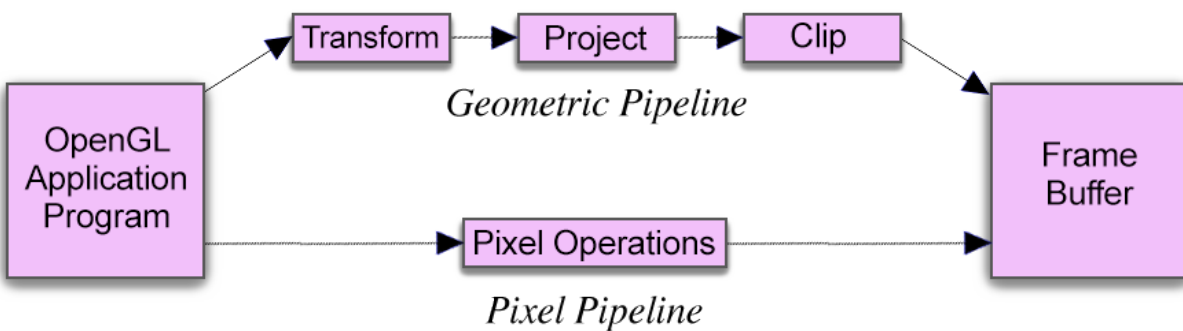 Transform
Project
Clip
Geometric Pipeline
OpenGL
Application
Program
Frame
Buffer
Pixel Operations
Pixel Pipeline